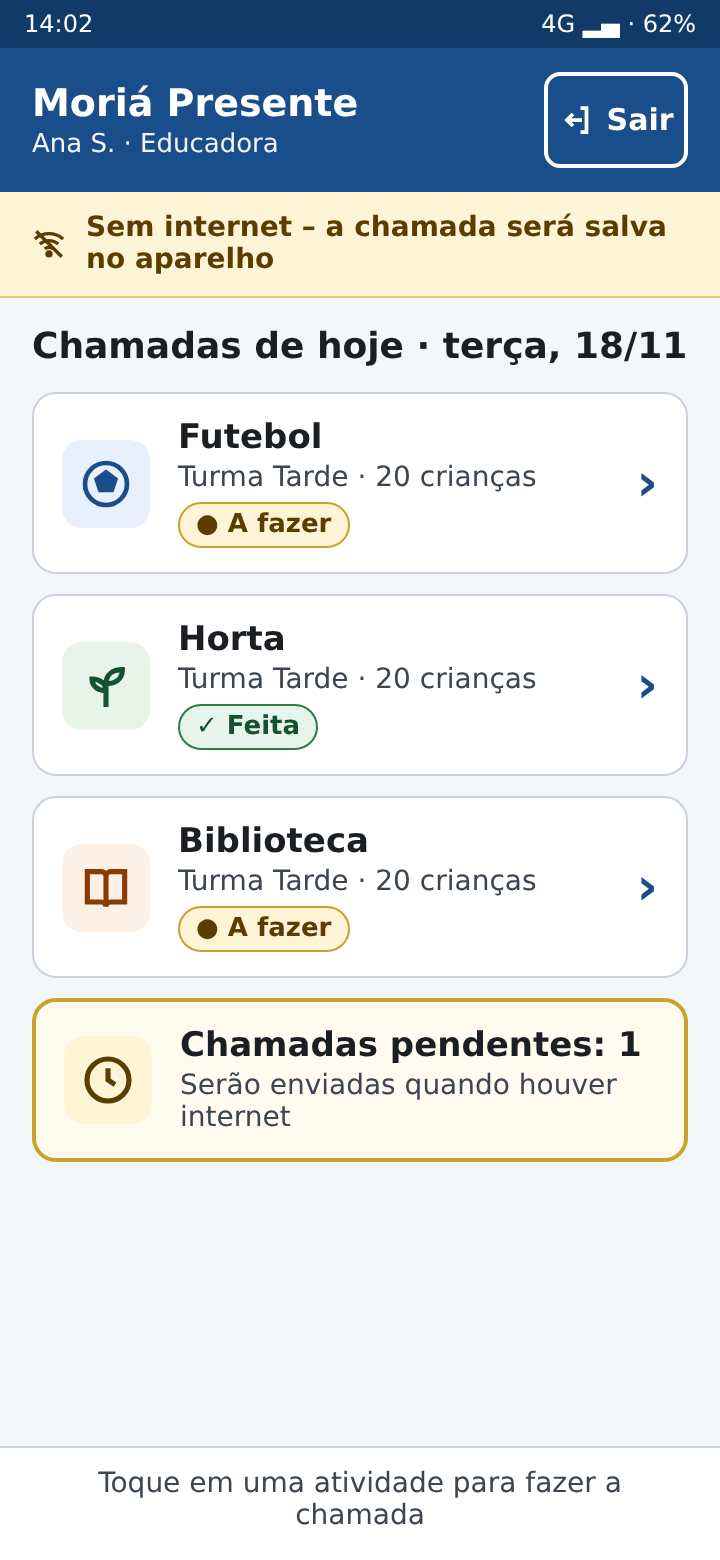 14:02
4G ▂▄ · 62%
Moriá Presente
Ana S. · Educadora
Sair
Sem internet – a chamada será salva
no aparelho
Chamadas de hoje · terça, 18/11
Futebol
Turma Tarde · 20 crianças
● A fazer
Horta
Turma Tarde · 20 crianças
✓ Feita
Biblioteca
Turma Tarde · 20 crianças
● A fazer
Chamadas pendentes: 1
Serão enviadas quando houver
internet
Toque em uma atividade para fazer a
chamada